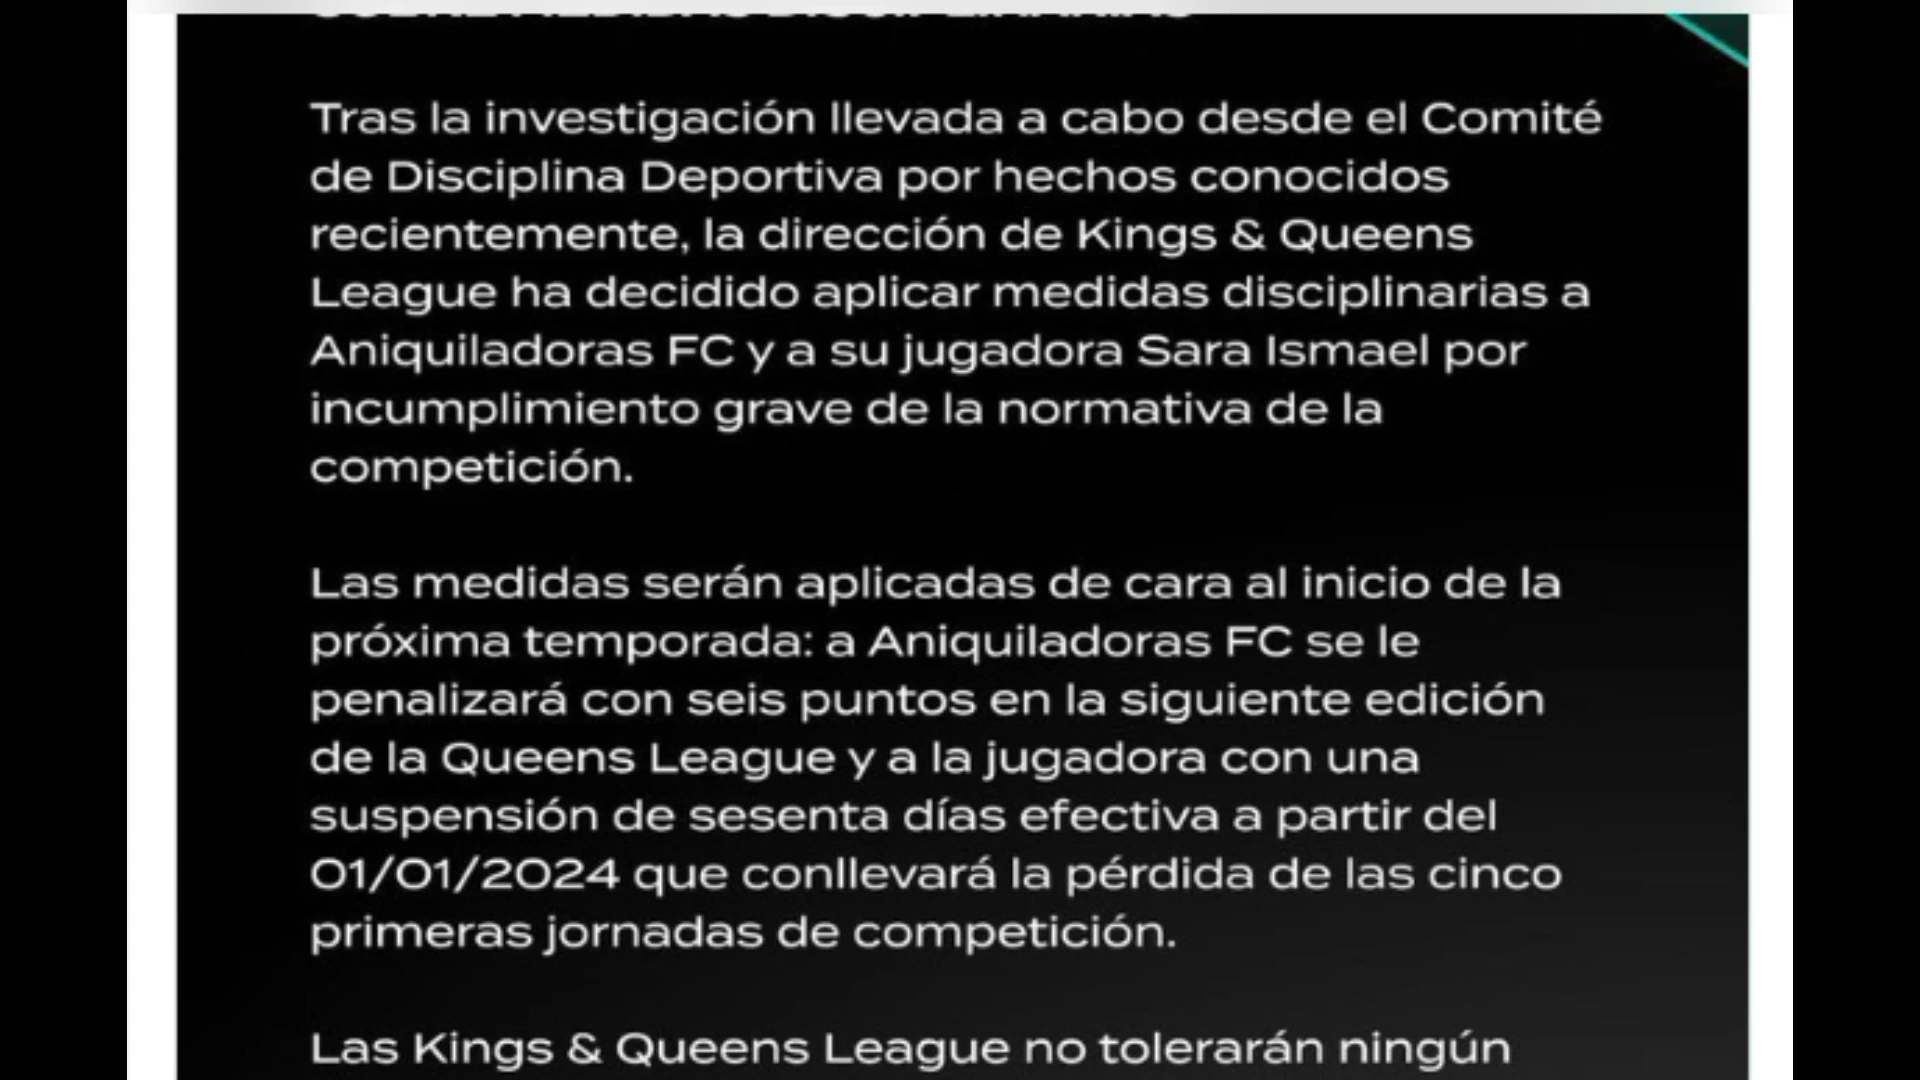 Tras la investigación llevada a cabo desde el Comité
de Disciplina Deportiva por hechos conocidos
recientemente, la dirección de Kings & Queens
League ha decidido aplicar medidas disciplinarias a
Aniquiladoras FC y a su jugadora Sara Ismael por
incumplimiento grave de la normativa de la
competición.
Las medidas serán aplicadas de cara al inicio de la
próxima temporada: a Aniquiladoras FC se le
penalizará con seis puntos en la siguiente edición
de la Queens League y a la jugadora con una
suspensión de sesenta días efectiva a partir del
01/01/2024 que conllevará la pérdida de las cinco
primeras jornadas de competición.
Las Kings & Queens League no tolerarán ningún